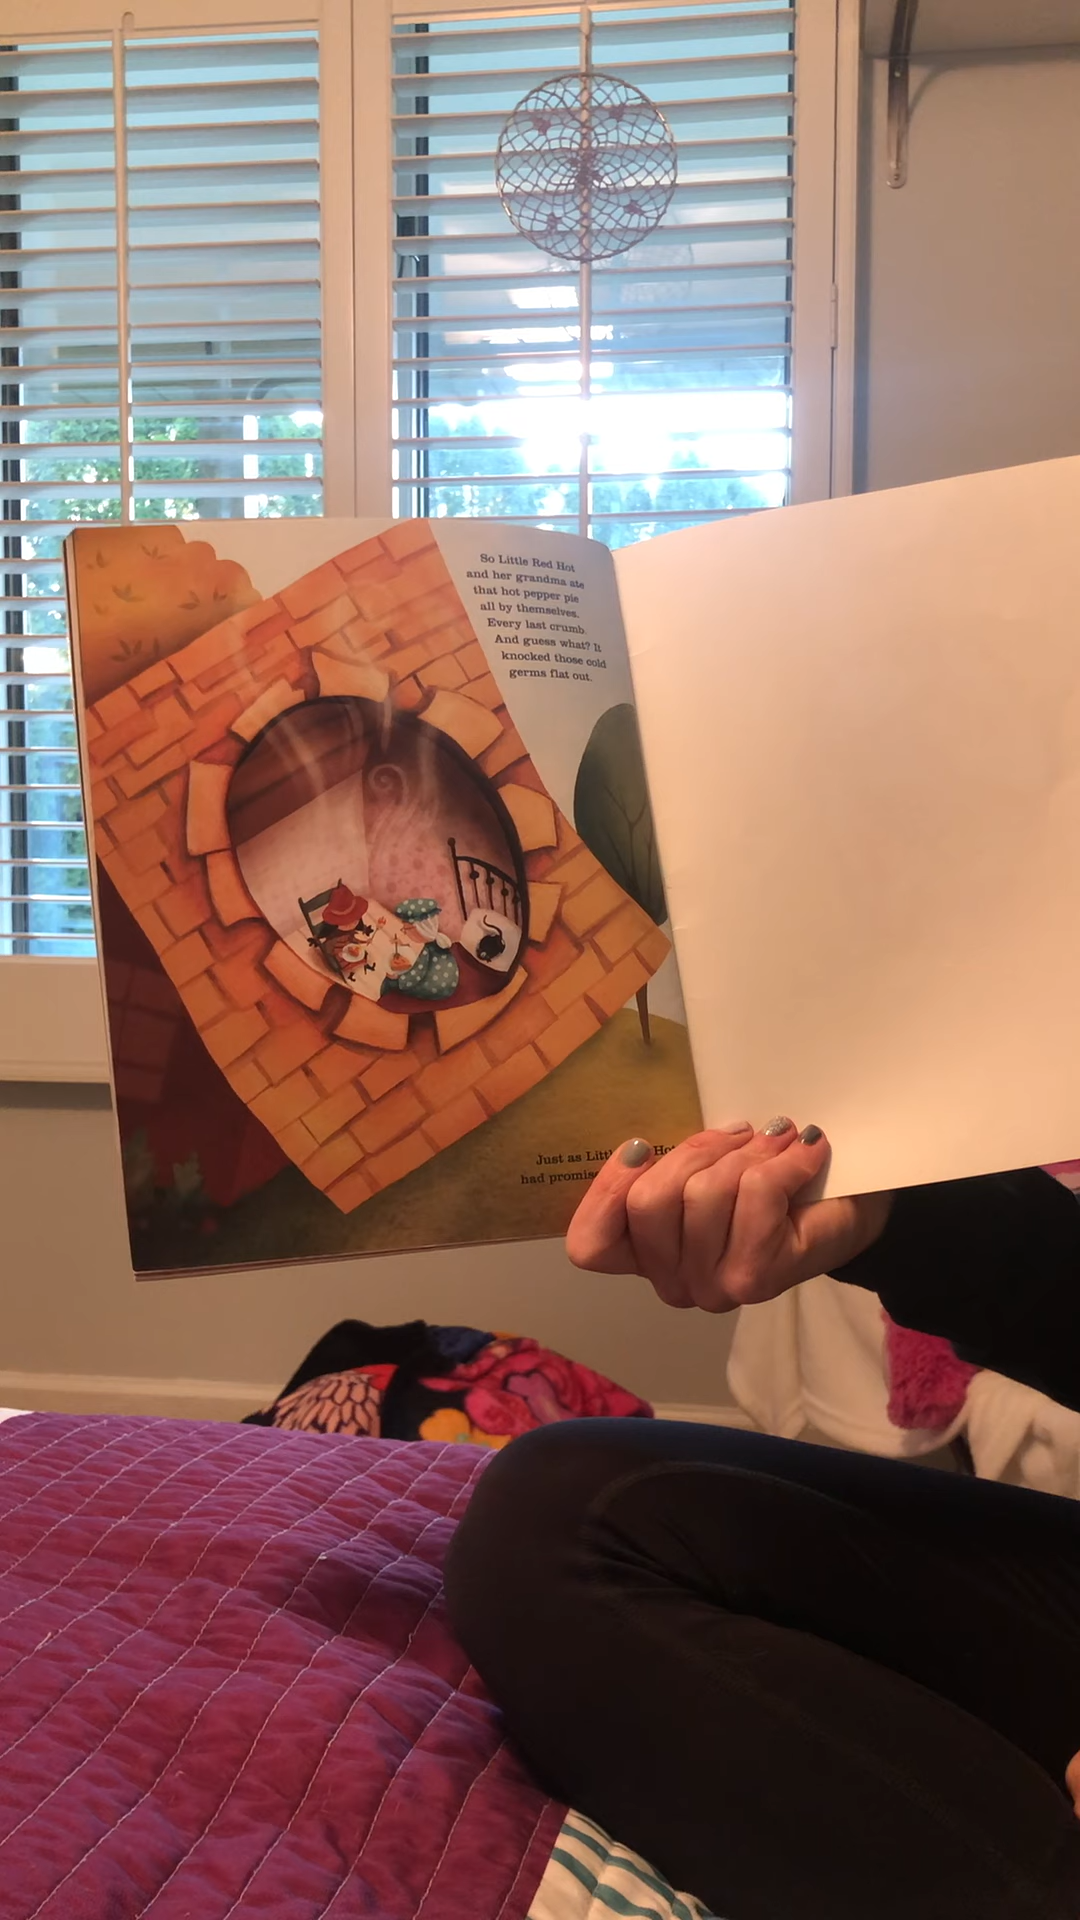 So Little Red Hot
and her grandma ate
that hot pepper pie
all by themselves.
Every last crumb.
And guess what? It
knocked those cold
germs flat out.
Just as Hot
had